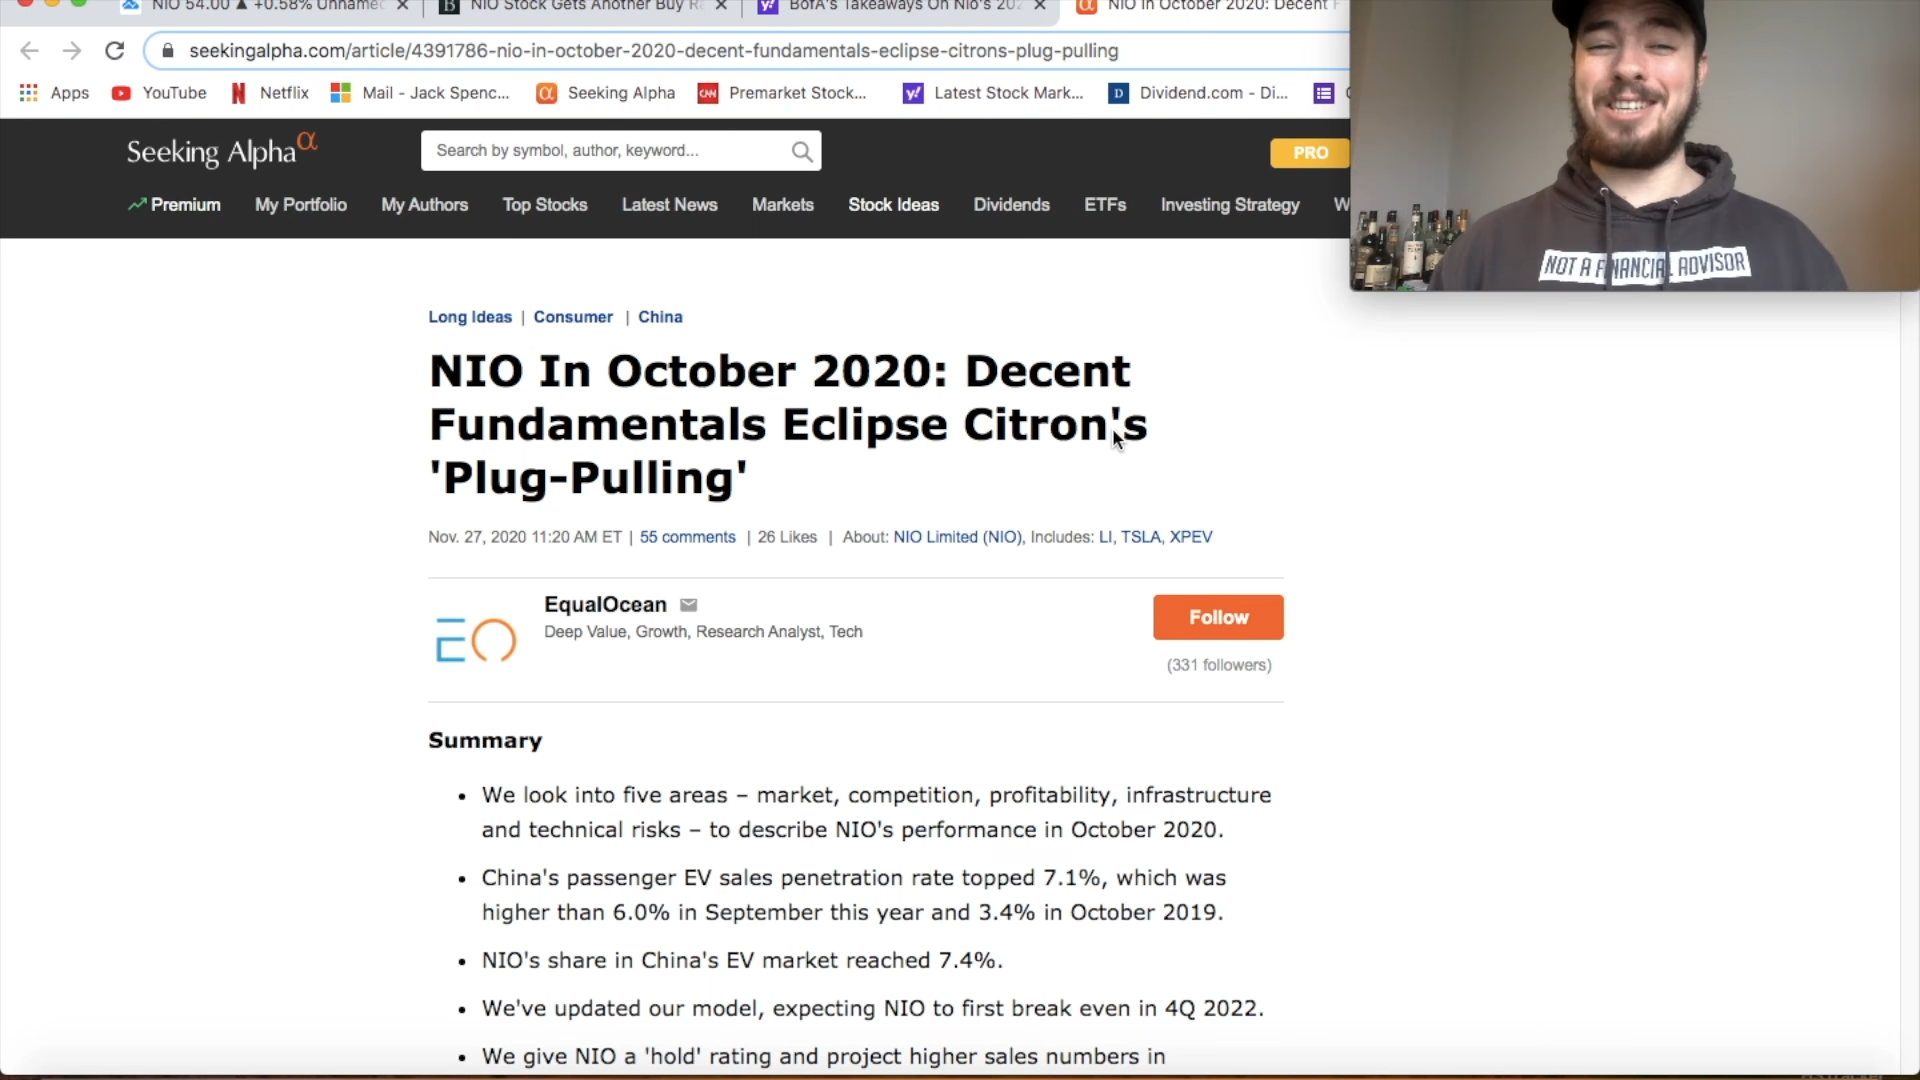 NIO 54.00 ▲ +0.58% Unnamed
NIO Stock Gets Another Buy Ra
BofA's Takeaways On Nio's 202
NIO In October 2020: Decent F
seekingalpha.com/article/4391786-nio-in-october-2020-decent-fundamentals-eclipse-citrons-plug-pulling
Apps YouTube Netflix Mail - Jack Spenc... Seeking Alpha Premarket Stock... Latest Stock Mark... Dividend.com - Di...
Seeking Alpha α
Search by symbol, author, keyword...
PRO
Premium My Portfolio My Authors Top Stocks Latest News Markets Stock Ideas Dividends ETFs Investing Strategy W
NOT A FINANCIAL ADVISOR
Long Ideas | Consumer | China
NIO In October 2020: Decent
Fundamentals Eclipse Citron's
'Plug-Pulling'
Nov. 27, 2020 11:20 AM ET | 55 comments | 26 Likes | About: NIO Limited (NIO), Includes: LI, TSLA, XPEV
EO
EqualOcean
Deep Value, Growth, Research Analyst, Tech
Follow
(331 followers)
Summary
• We look into five areas – market, competition, profitability, infrastructure
and technical risks – to describe NIO's performance in October 2020.
• China's passenger EV sales penetration rate topped 7.1%, which was
higher than 6.0% in September this year and 3.4% in October 2019.
• NIO's share in China's EV market reached 7.4%.
• We've updated our model, expecting NIO to first break even in 4Q 2022.
• We give NIO a 'hold' rating and project higher sales numbers in